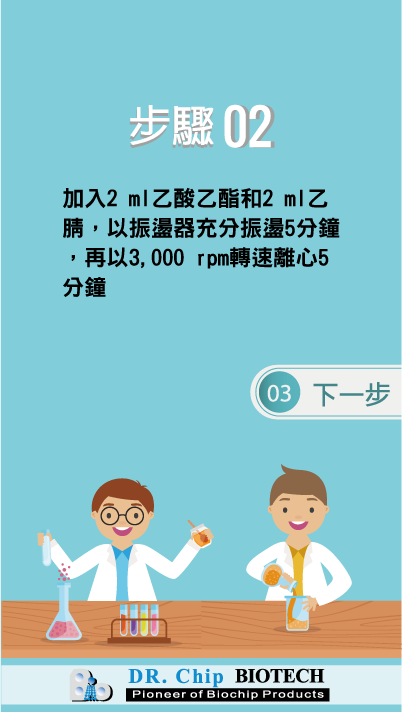 步驟 02
加入2 ml乙酸乙酯和2 ml乙
腈，以振盪器充分振盪5分鐘
，再以3,000 rpm轉速離心5
分鐘
03 下一步
DR. Chip BIOTECH
Pioneer of Biochip Products